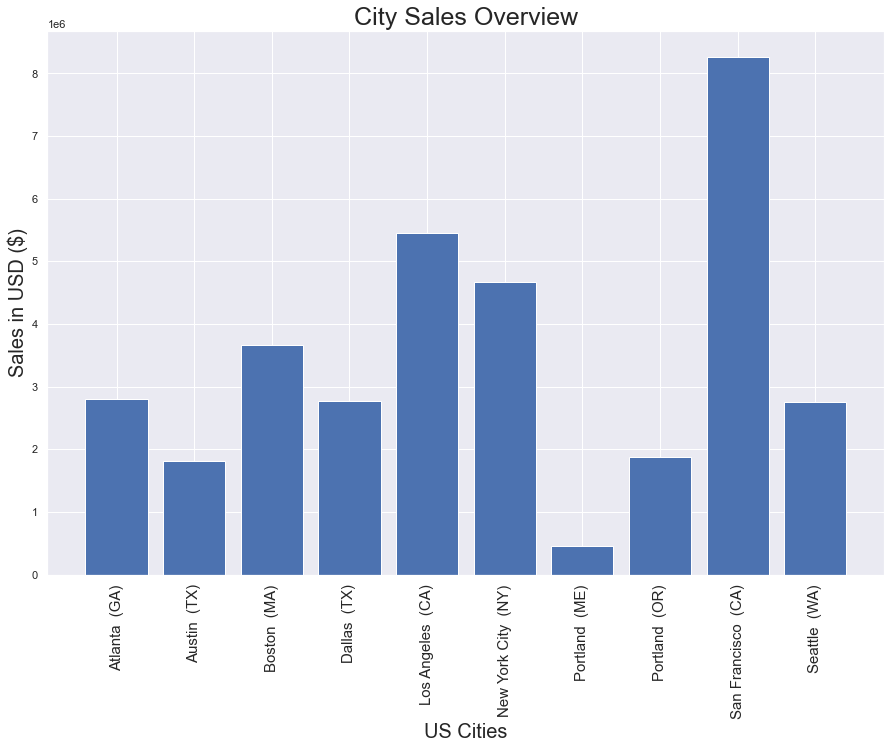 City Sales Overview
1e6
8
7
6
5
4
3
2
1
0
Sales in USD ($)
Atlanta (GA)
Austin (TX)
Boston (MA)
Dallas (TX)
Los Angeles (CA)
New York City (NY)
Portland (ME)
Portland (OR)
San Francisco (CA)
Seattle (WA)
US Cities